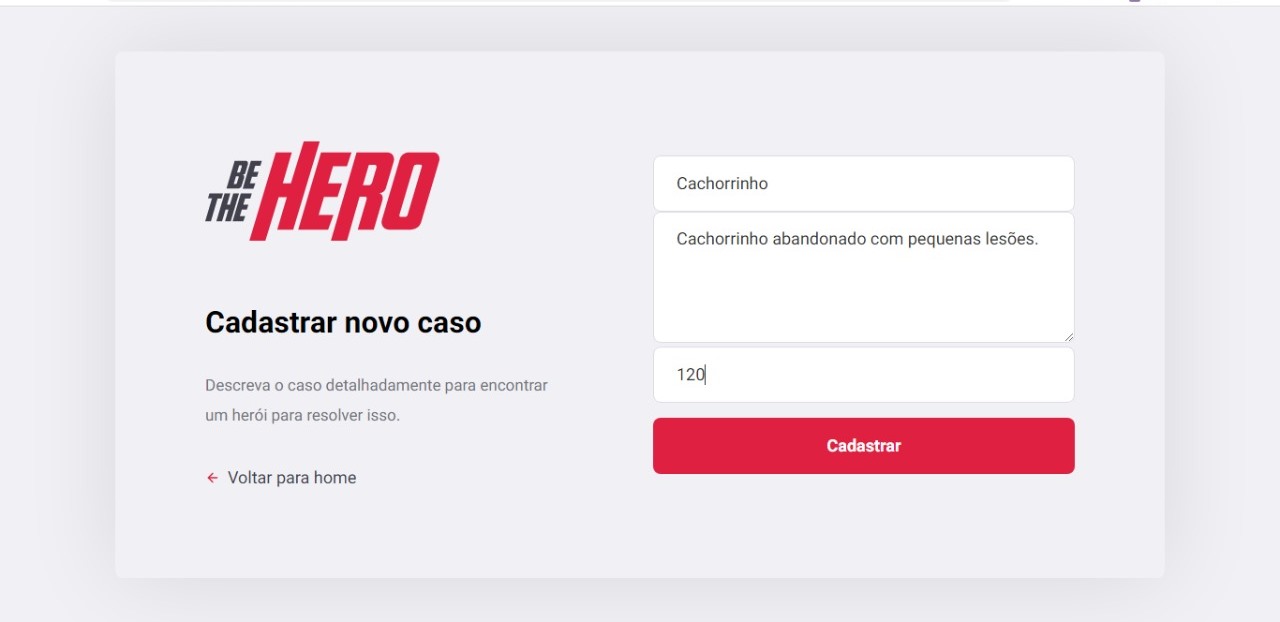 BE
THE
HERO
Cadastrar novo caso
Descreva o caso detalhadamente para encontrar
um herói para resolver isso.
Voltar para home
Cachorrinho
Cachorrinho abandonado com pequenas lesões.
120
Cadastrar